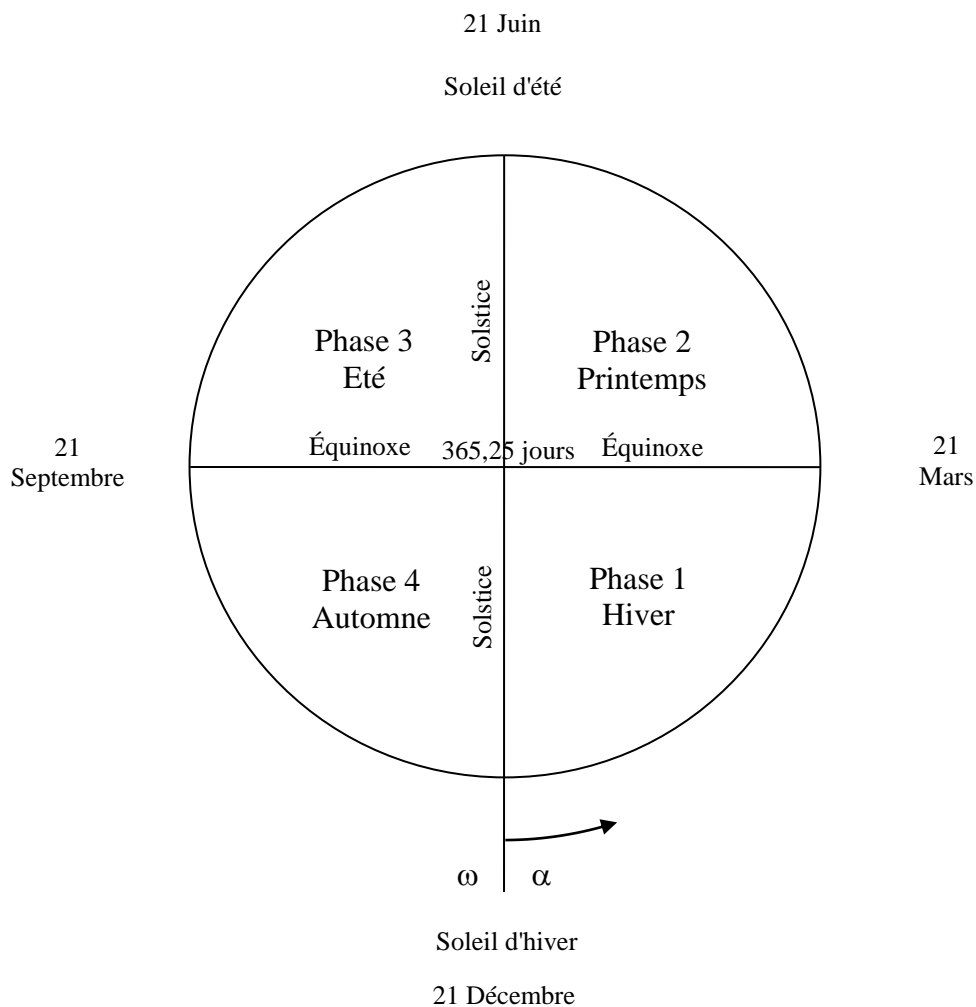 21 Juin
Soleil d'été
Solstice
Phase 3
Eté
Phase 2
Printemps
21
Septembre
Équinoxe
365,25 jours
Équinoxe
21
Mars
Phase 4
Automne
Solstice
Phase 1
Hiver
ω
α
Soleil d'hiver
21 Décembre